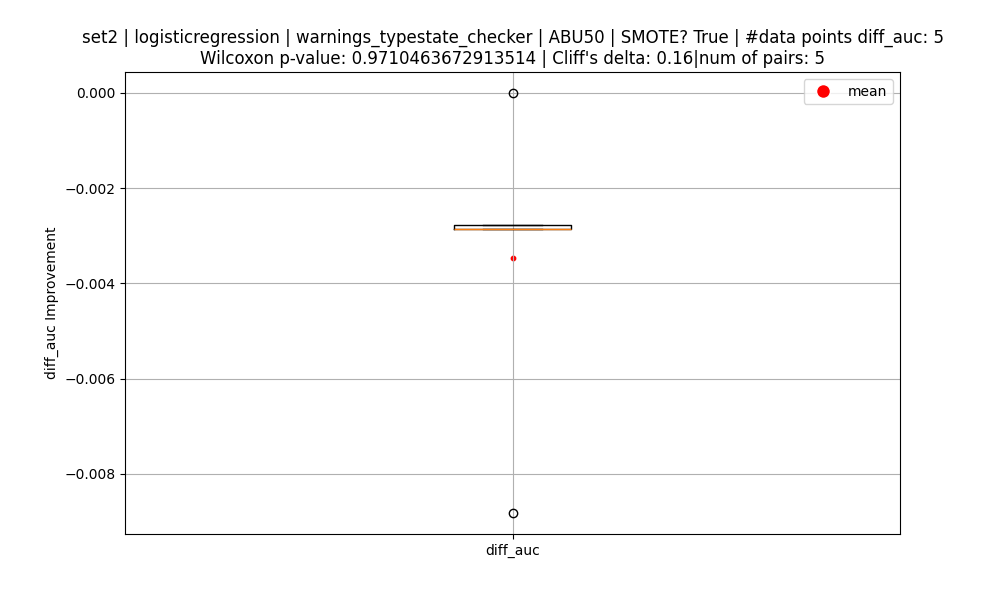 set2 | logisticregression | warnings_typestate_checker | ABU50 | SMOTE? True | #data points diff_auc: 5
Wilcoxon p-value: 0.9710463672913514 | Cliff's delta: 0.16|num of pairs: 5
mean
0.000
−0.002
−0.004
−0.006
−0.008
diff_auc Improvement
diff_auc